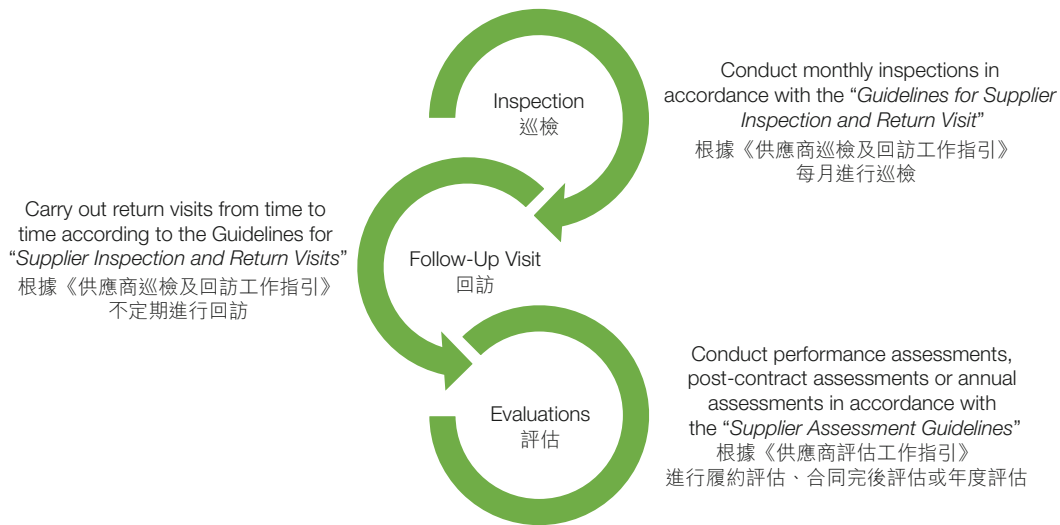 Inspection
巡檢
Conduct monthly inspections in
accordance with the “Guidelines for Supplier
Inspection and Return Visit”
根據《供應商巡檢及回訪工作指引》
每月進行巡檢
Carry out return visits from time to
time according to the Guidelines for
“Supplier Inspection and Return Visits”
根據《供應商巡檢及回訪工作指引》
不定期進行回訪
Follow-Up Visit
回訪
Evaluations
評估
Conduct performance assessments,
post-contract assessments or annual
assessments in accordance with
the “Supplier Assessment Guidelines”
根據《供應商評估工作指引》
進行履約評估、合同完後評估或年度評估